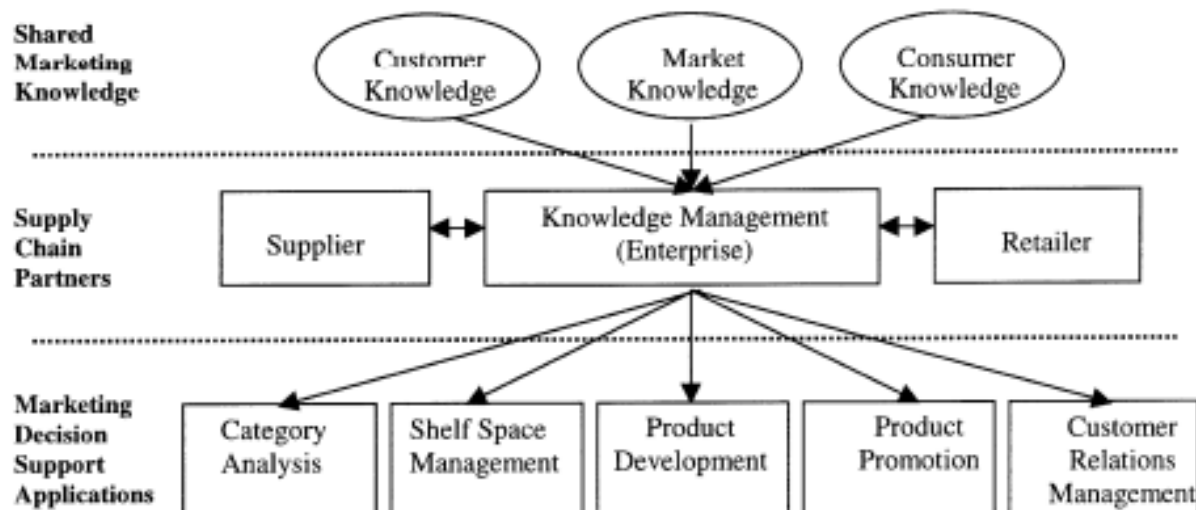 Shared
Marketing
Knowledge
Customer
Knowledge
Market
Knowledge
Consumer
Knowledge
Supply
Chain
Partners
Supplier
Knowledge Management
(Enterprise)
Retailer
Marketing
Decision
Support
Applications
Category
Analysis
Shelf Space
Management
Product
Development
Product
Promotion
Customer
Relations
Management